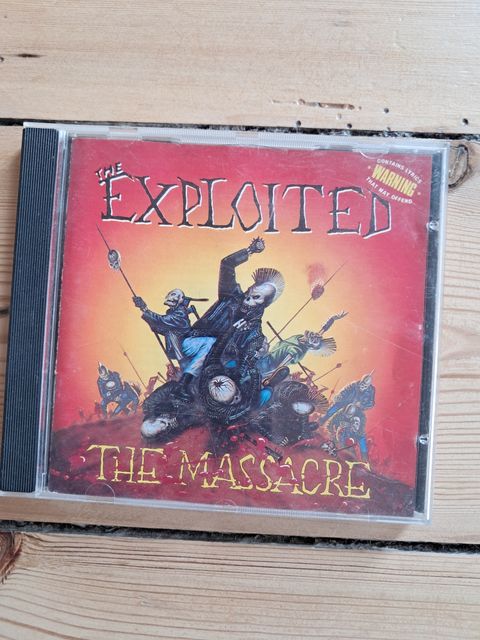 THE
EXPLOITED
CONTAINS LYRICS
WARNING
THAT MAY OFFEND
THE MASSACRE